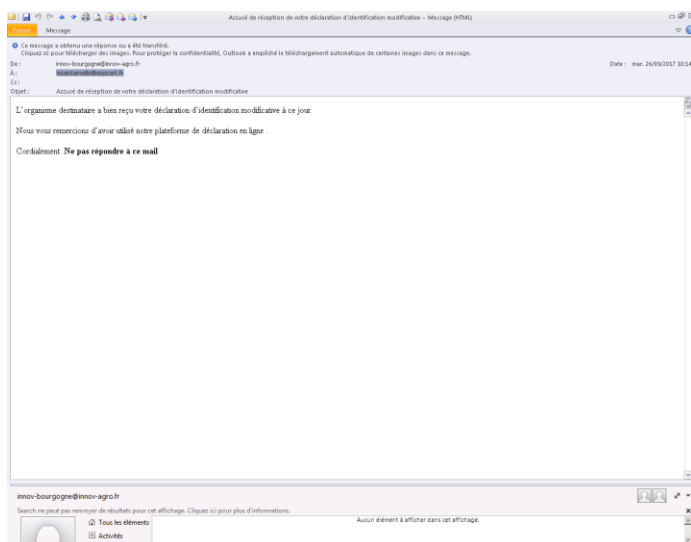 Accusé de réception de votre déclaration d'identification modificative - Message (HTML)
Fichier Message
Ce message a obtenu une réponse ou a été transféré.
Cliquez ici pour télécharger des images. Pour protéger la confidentialité, Outlook a empêché le téléchargement automatique de certaines images dans ce message.
De : innov-bourgogne@innov-agro.fr Date : mar. 26/09/2017 10:14
À :
Cc :
Objet : Accusé de réception de votre déclaration d'identification modificative
L'organisme destinataire a bien reçu votre déclaration d'identification modificative à ce jour.
Nous vous remercions d'avoir utilisé notre plateforme de déclaration en ligne .
Cordialement .Ne pas répondre à ce mail
innov-bourgogne@innov-agro.fr
Search ne peut pas renvoyer de résultats pour cet affichage. Cliquez ici pour plus d'informations.
Tous les éléments
Aucun élément à afficher dans cet affichage.
Activités